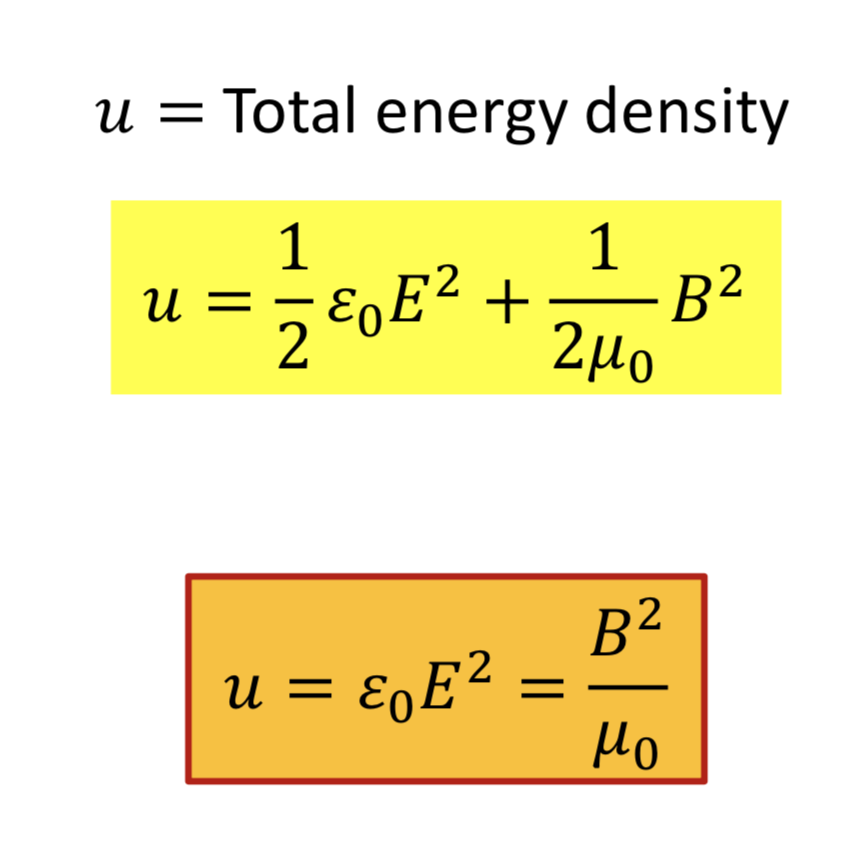 𝑢 = Total energy density
𝑢 = 1/2 𝜀₀𝐸² + 1/(2𝜇₀) 𝐵²
𝑢 = 𝜀₀𝐸² = 𝐵²/𝜇₀